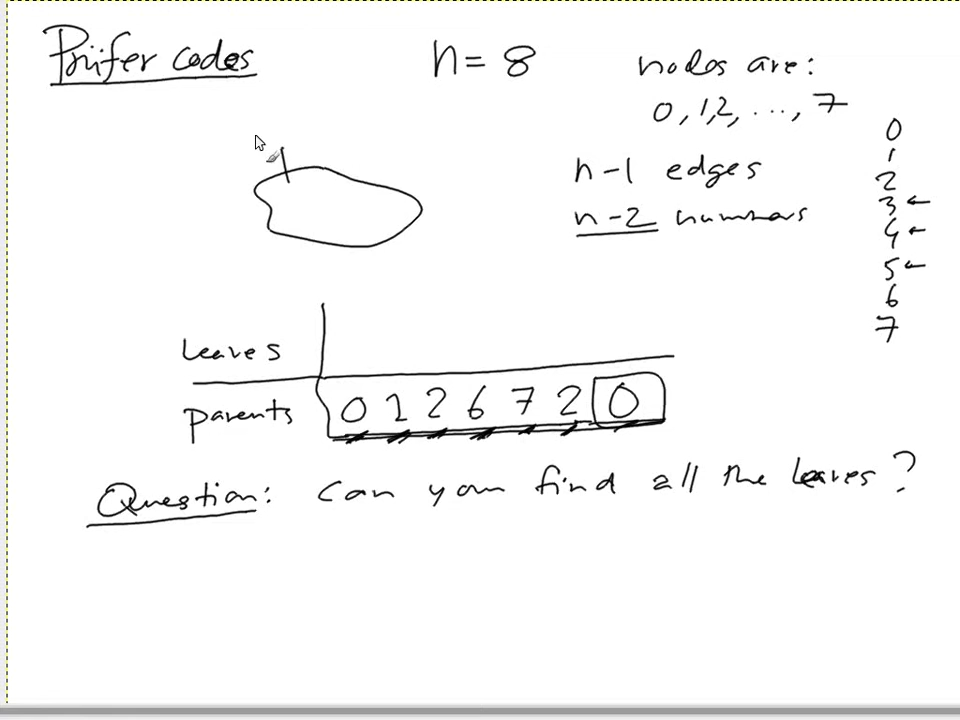 Prüfer codes
n = 8
nodes are:
0, 1, 2, ..., 7
n-1 edges
n-2 numbers
0
1
2
3 ←
4 ←
5 ←
6
7
leaves
parents 0 1 2 6 7 2 0
Question: Can you find all the leaves?